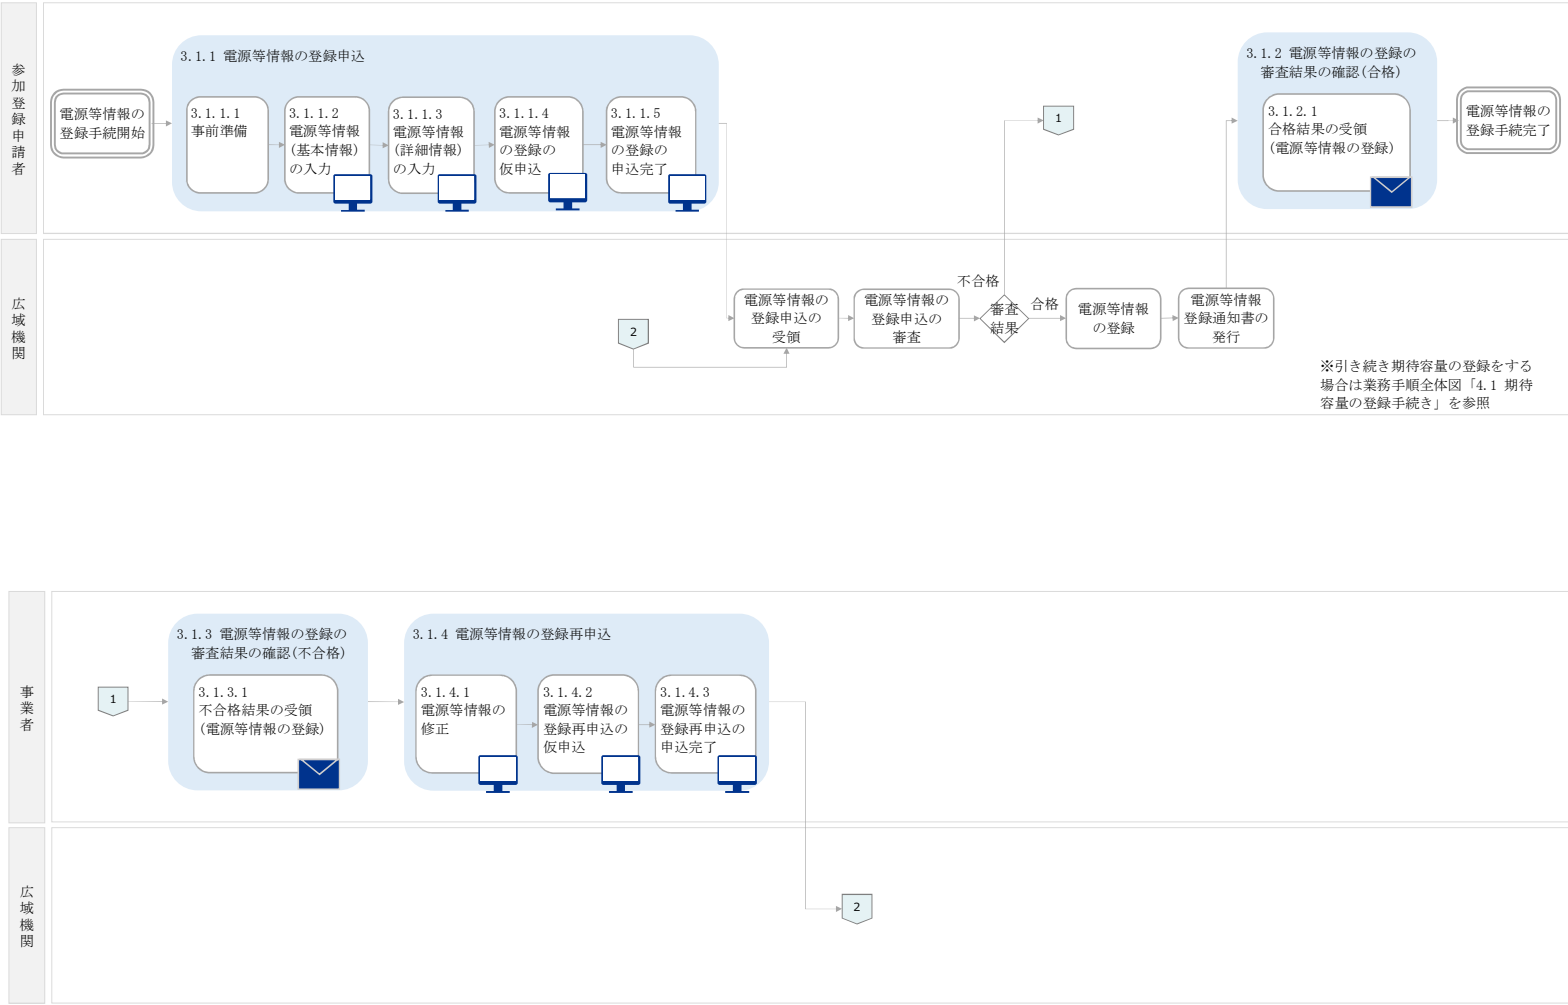 参加登録申請者
電源等情報の
登録手続開始
3.1.1 電源等情報の登録申込
3.1.1.1
事前準備
3.1.1.2
電源等情報
(基本情報)
の入力
3.1.1.3
電源等情報
(詳細情報)
の入力
3.1.1.4
電源等情報
の登録の
仮申込
3.1.1.5
電源等情報
の登録の
申込完了
1
3.1.2 電源等情報の登録の
審査結果の確認(合格)
3.1.2.1
合格結果の受領
(電源等情報の登録)
電源等情報の
登録手続完了
広域機関
2
電源等情報の
登録申込の
受領
電源等情報の
登録申込の
審査
不合格
審査
結果
合格
電源等情報
の登録
電源等情報
登録通知書の
発行
※引き続き期待容量の登録をする
場合は業務手順全体図「4.1 期待
容量の登録手続き」を参照
事業者
1
3.1.3 電源等情報の登録の
審査結果の確認(不合格)
3.1.3.1
不合格結果の受領
(電源等情報の登録)
3.1.4 電源等情報の登録再申込
3.1.4.1
電源等情報の
修正
3.1.4.2
電源等情報の
登録再申込の
仮申込
3.1.4.3
電源等情報の
登録再申込の
申込完了
広域機関
2